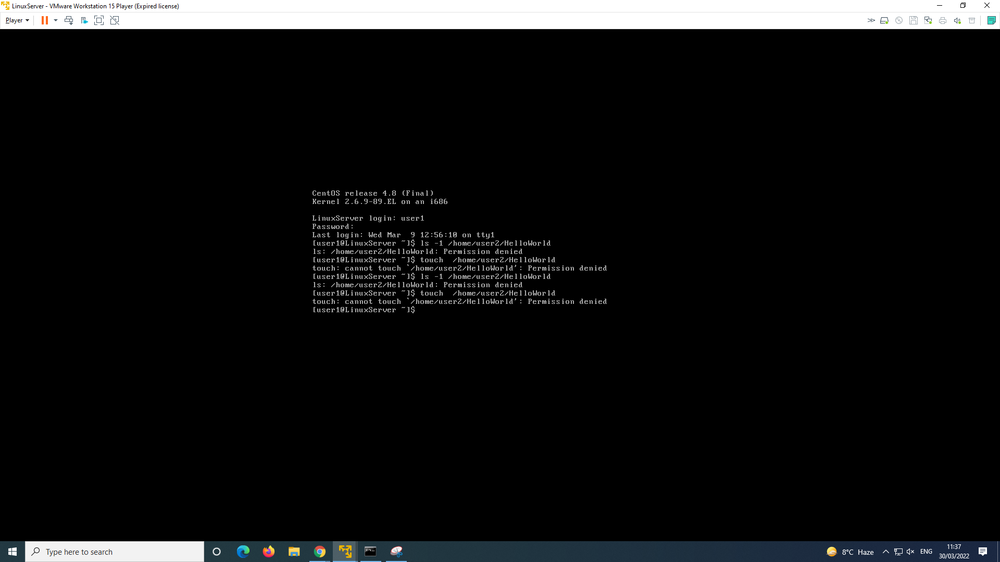 LinuxServer - VMware Workstation 15 Player (Expired license)
Player
CentOS release 4.8 (Final)
Kernel 2.6.9-89.EL on an i686
LinuxServer login: user1
Password:
Last login: Wed Mar  9 12:56:10 on tty1
[user1@LinuxServer ~]$ ls -l /home/user2/HelloWorld
ls: /home/user2/HelloWorld: Permission denied
[user1@LinuxServer ~]$ touch  /home/user2/HelloWorld
touch: cannot touch `/home/user2/HelloWorld': Permission denied
[user1@LinuxServer ~]$ ls -l /home/user2/HelloWorld
ls: /home/user2/HelloWorld: Permission denied
[user1@LinuxServer ~]$ touch  /home/user2/HelloWorld
touch: cannot touch `/home/user2/HelloWorld': Permission denied
[user1@LinuxServer ~]$
Type here to search
8°C Haze
ENG
11:37
30/03/2022